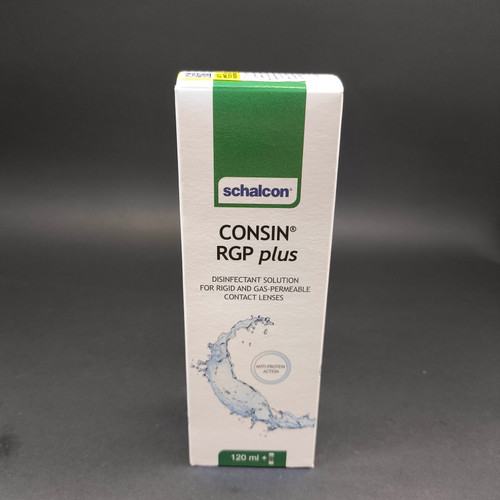 schalcon®
CONSIN®
RGP plus
DISINFECTANT SOLUTION
FOR RIGID AND GAS-PERMEABLE
CONTACT LENSES
ANTI-PROTEIN
ACTION
120 ml +